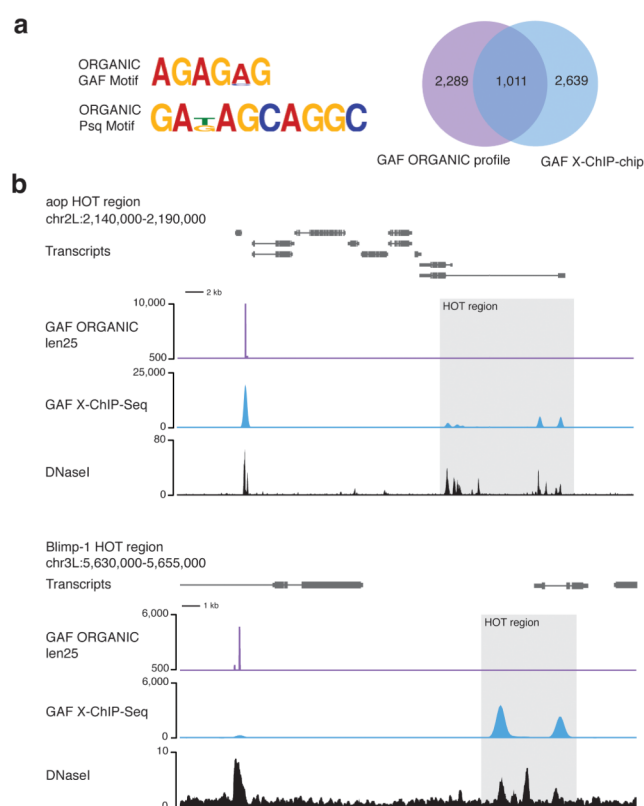 a
ORGANIC
GAF Motif
AGAGAG
ORGANIC
Psq Motif
GATAGCAGGC
2,289
1,011
2,639
GAF ORGANIC profile
GAF X-ChIP-chip
b
aop HOT region
chr2L:2,140,000-2,190,000
Transcripts
2 kb
HOT region
10,000
GAF ORGANIC
len25
500
25,000
GAF X-ChIP-Seq
0
80
DNaseI
0
Blimp-1 HOT region
chr3L:5,630,000-5,655,000
Transcripts
1 kb
HOT region
6,000
GAF ORGANIC
len25
500
6,000
GAF X-ChIP-Seq
0
10
DNaseI
0